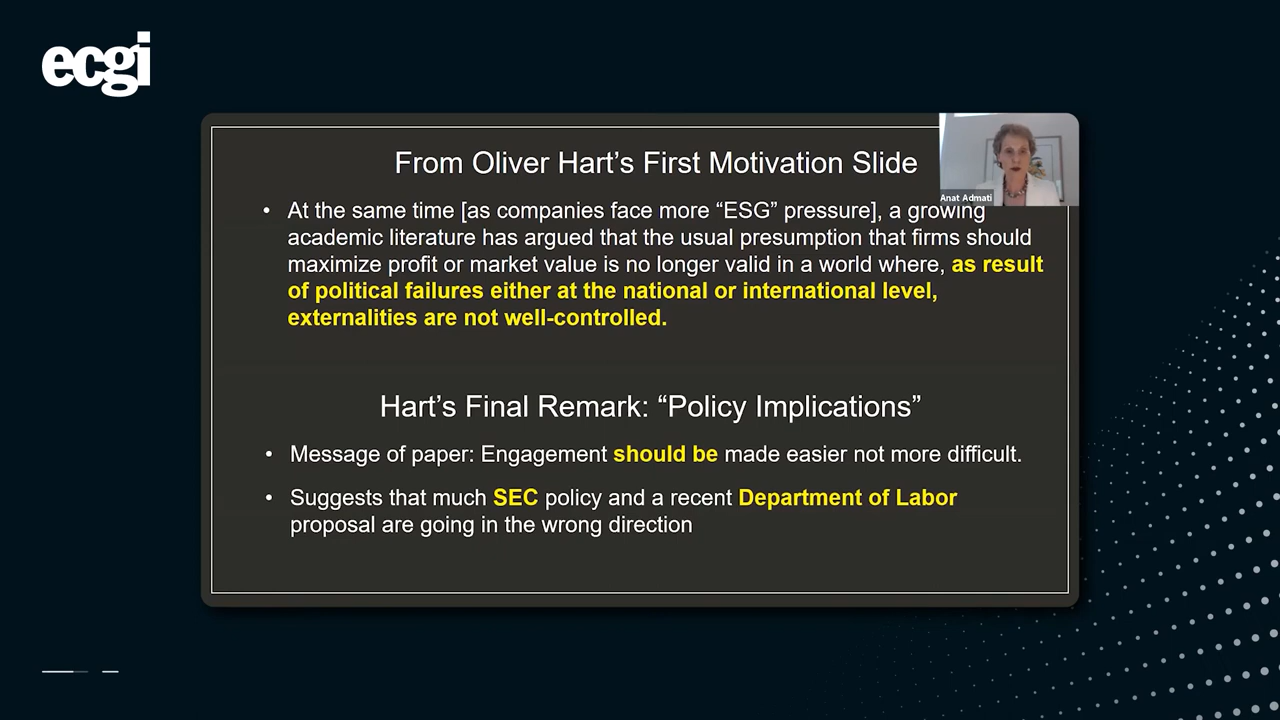 ecgi
From Oliver Hart's First Motivation Slide
Anat Admati
• At the same time [as companies face more “ESG” pressure], a growing
academic literature has argued that the usual presumption that firms should
maximize profit or market value is no longer valid in a world where, as result
of political failures either at the national or international level,
externalities are not well-controlled.
Hart's Final Remark: “Policy Implications”
• Message of paper: Engagement should be made easier not more difficult.
• Suggests that much SEC policy and a recent Department of Labor
proposal are going in the wrong direction